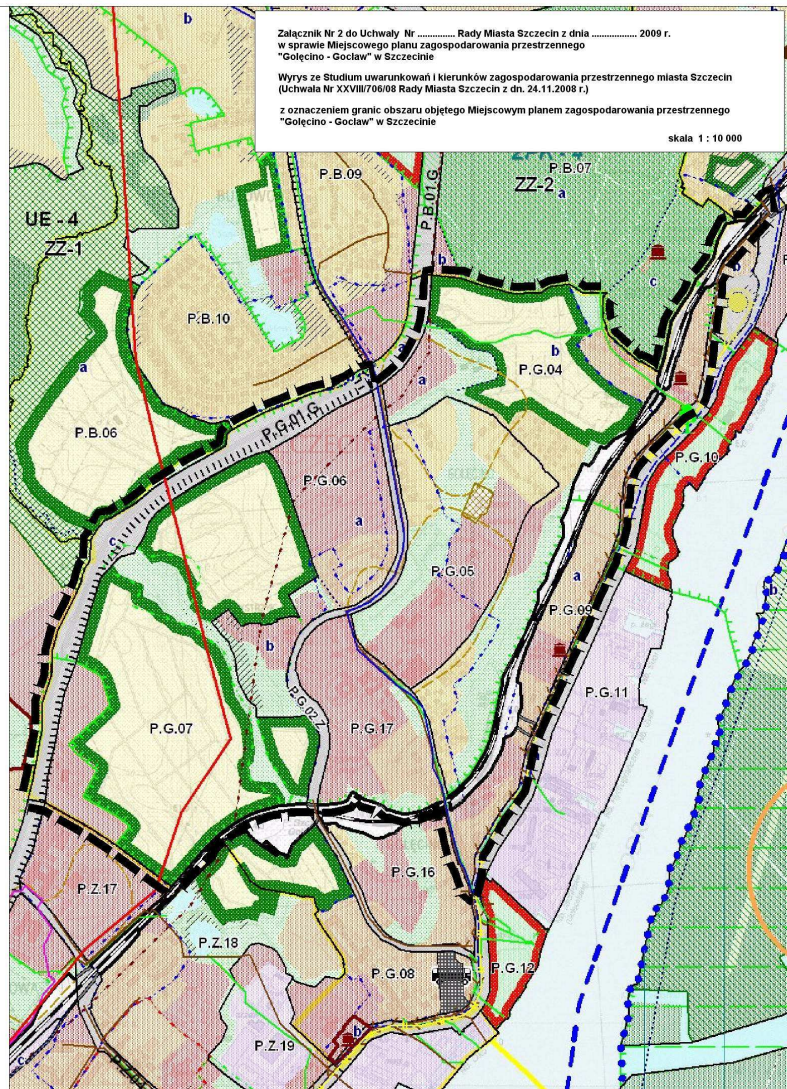 Załącznik Nr 2 do Uchwały Nr .............. Rady Miasta Szczecin z dnia ................. 2009 r.
w sprawie Miejscowego planu zagospodarowania przestrzennego
"Golęcino - Gocław" w Szczecinie
Wyrys ze Studium uwarunkowań i kierunków zagospodarowania przestrzennego miasta Szczecin
(Uchwała Nr XXVIII/706/08 Rady Miasta Szczecin z dn. 24.11.2008 r.)
z oznaczeniem granic obszaru objętego Miejscowym planem zagospodarowania przestrzennego
"Golęcino - Gocław" w Szczecinie
skala 1 : 10 000
b
P.B.09
P.B.07
ZZ-2
a
P.B.01.G
UE - 4
ZZ-1
b
b
c
P.B.10
a
b
a
P.G.04
a
P.B.06
P.G.01.G
P.G.10
P.G.06
c
a
P.G.05
a
P.G.09
b
b
P.G.11
P.G.02.Z
P.G.07
P.G.17
P.Z.17
P.G.16
P.Z.18
P.G.12
P.G.08
P.Z.19
b
c